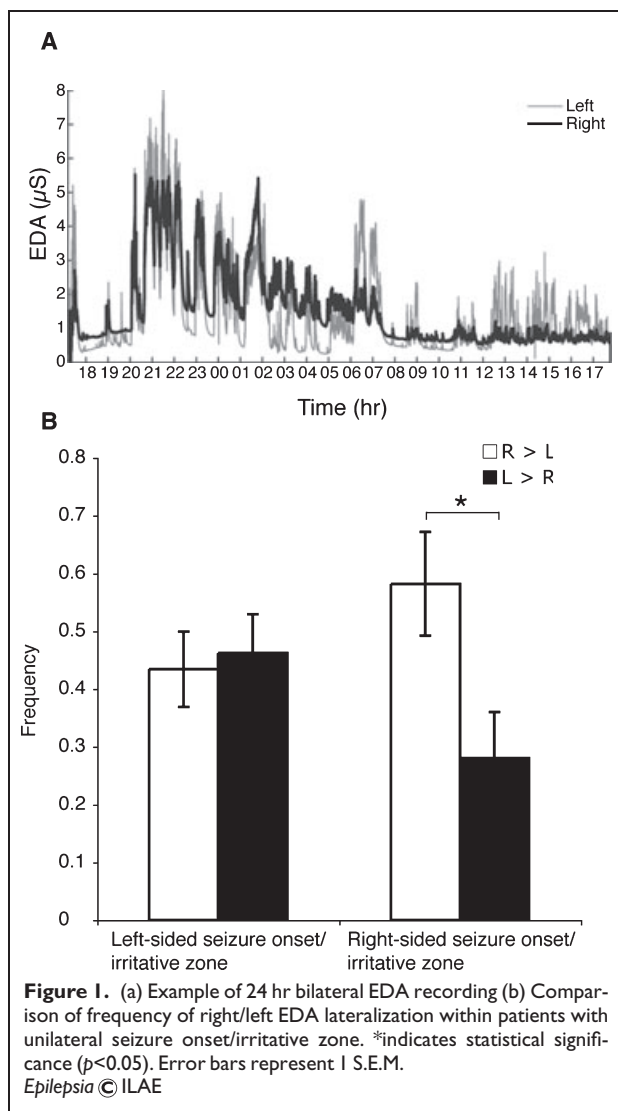 A
8
7
6
5
4
3
2
1
0
EDA (µS)
Left
Right
18 19 20 21 22 23 00 01 02 03 04 05 06 07 08 09 10 11 12 13 14 15 16 17
Time (hr)
B
0.8
0.7
0.6
0.5
0.4
0.3
0.2
0.1
0
Frequency
R > L
L > R
*
Left-sided seizure onset/
irritative zone
Right-sided seizure onset/
irritative zone
Figure 1. (a) Example of 24 hr bilateral EDA recording (b) Compar-
ison of frequency of right/left EDA lateralization within patients with
unilateral seizure onset/irritative zone. *indicates statistical signifi-
cance (p<0.05). Error bars represent 1 S.E.M.
Epilepsia © ILAE